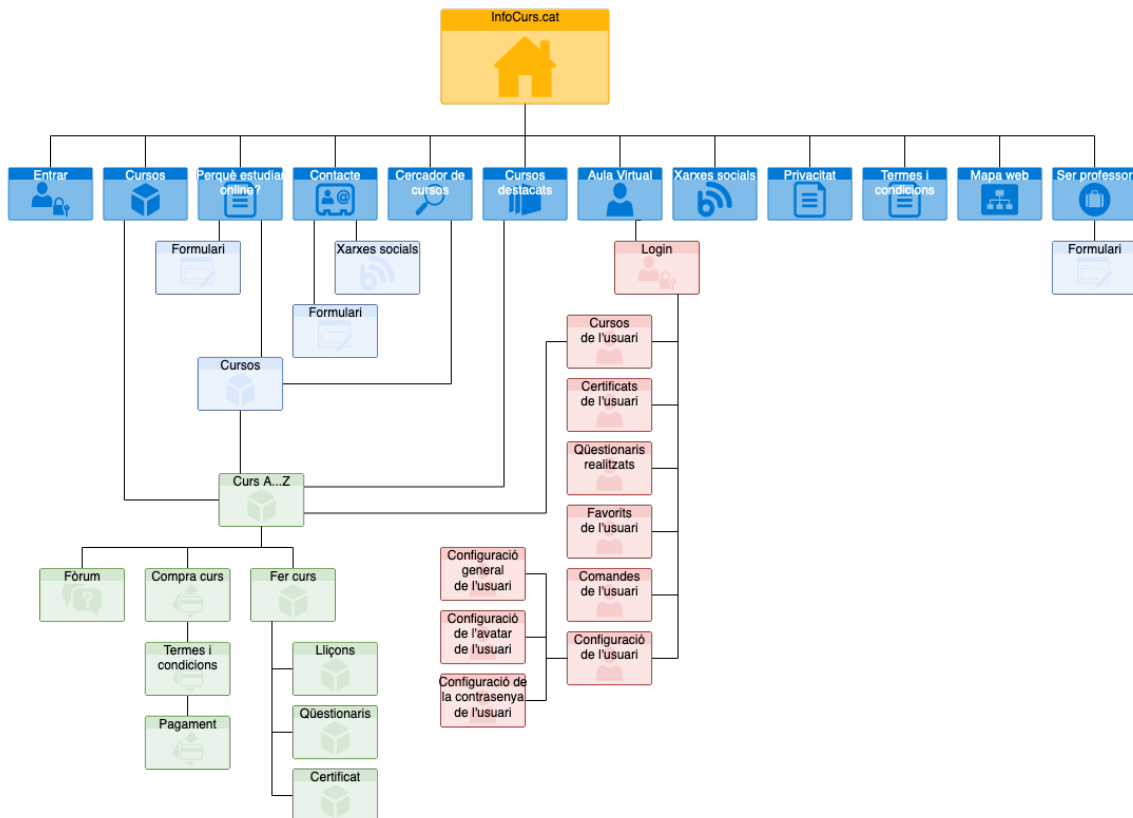 InfoCurs.cat
Entrar
Cursos
Perquè estudiar
online?
Contacte
Cercador de
cursos
Cursos
destacats
Aula Virtual
Xarxes socials
Privacitat
Termes i
condicions
Mapa web
Ser professor
Formulari
Xarxes socials
Login
Formulari
Formulari
Cursos
de l'usuari
Cursos
Certificats
de l'usuari
Qüestionaris
realitzats
Curs A...Z
Favorits
de l'usuari
Configuració
general
de l'usuari
Fòrum
Compra curs
Fer curs
Comandes
de l'usuari
Configuració
de l'avatar
de l'usuari
Configuració
de l'usuari
Termes i
condicions
Lliçons
Configuració de
la contrasenya
de l'usuari
Pagament
Qüestionaris
Certificat